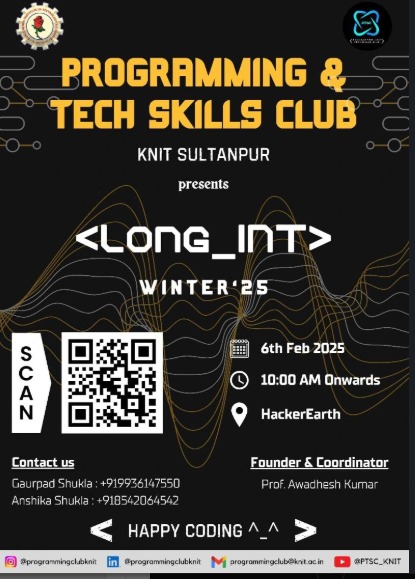 PROGRAMMING &
TECH SKILLS CLUB
KNIT SULTANPUR
presents
<LONG_INT>
WINTER'25
SCAN
6th Feb 2025
10:00 AM Onwards
HackerEarth
Contact us
Gaurpad Shukla : +919936147550
Anshika Shukla : +918542064542
Founder & Coordinator
Prof. Awadhesh Kumar
< HAPPY CODING ^_^ >
@programmingclubknit
@programmingclubknit
programmingclub@knit.ac.in
@PTSC_KNIT